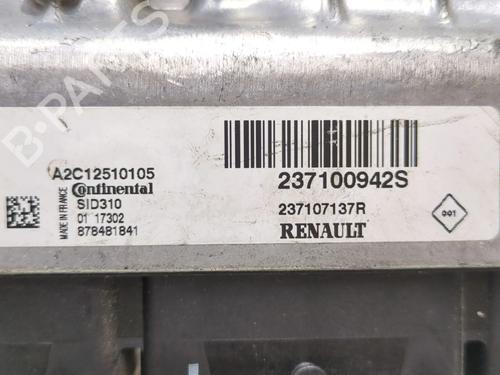 B-PARTS
A2C12510105
Continental
SID310
01 17302
878481841
MADE IN FRANCE
237100942S
237107137R
RENAULT
001